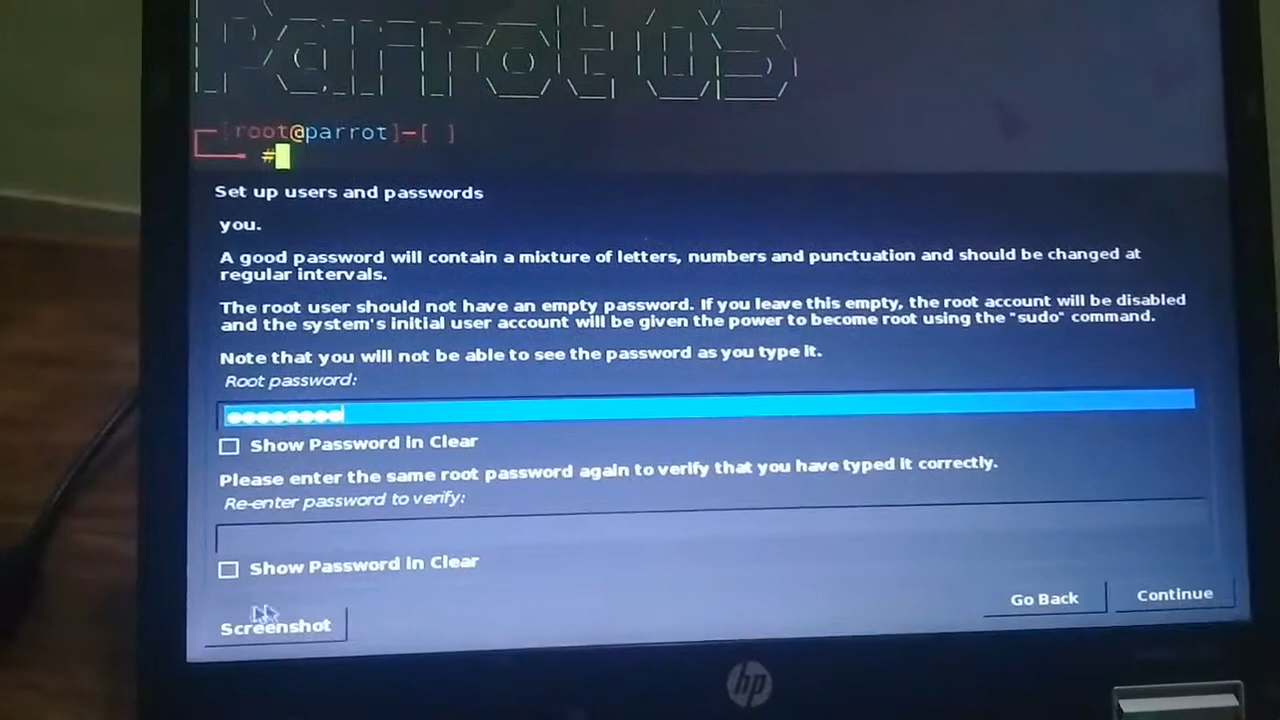 Parrot OS
[root@parrot]-[ ]
#
Set up users and passwords
you.
A good password will contain a mixture of letters, numbers and punctuation and should be changed at
regular intervals.
The root user should not have an empty password. If you leave this empty, the root account will be disabled
and the system's initial user account will be given the power to become root using the "sudo" command.
Note that you will not be able to see the password as you type it.
Root password:
●●●●●●●●
Show Password in Clear
Please enter the same root password again to verify that you have typed it correctly.
Re-enter password to verify:
Show Password in Clear
Go Back
Continue
Screenshot
hp